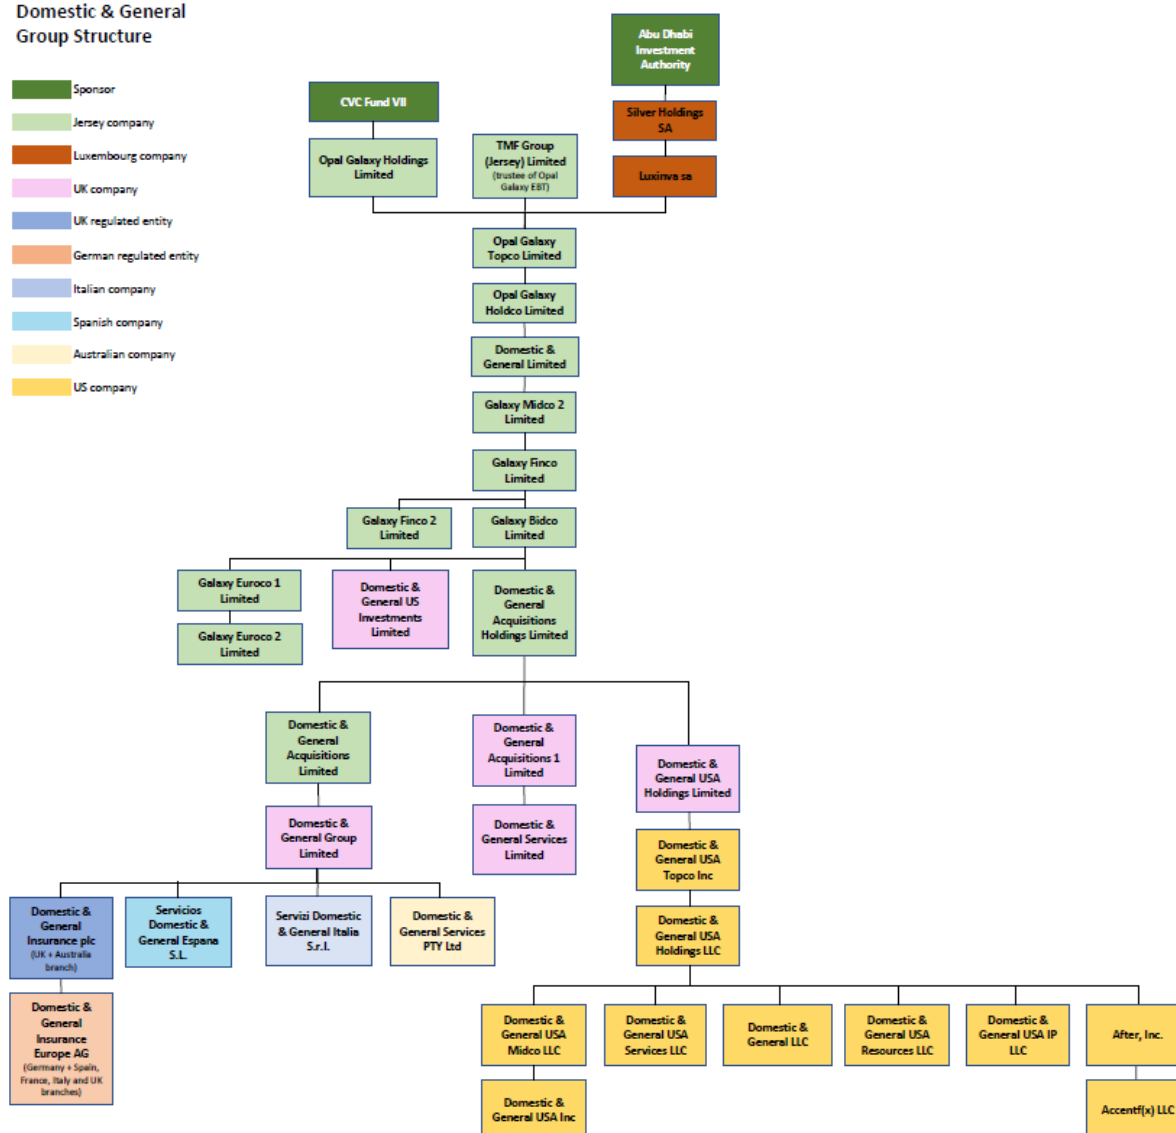 Domestic & General
Group Structure
Sponsor
Jersey company
Luxembourg company
UK company
UK regulated entity
German regulated entity
Italian company
Spanish company
Australian company
US company
Abu Dhabi
Investment
Authority
CVC Fund VII
Silver Holdings
SA
Opal Galaxy Holdings
Limited
TMF Group
(Jersey) Limited
(trustee of Opal
Galaxy EBT)
Luxinva sa
Opal Galaxy
Topco Limited
Opal Galaxy
Holdco Limited
Domestic &
General Limited
Galaxy Midco 2
Limited
Galaxy Finco
Limited
Galaxy Finco 2
Limited
Galaxy Bidco
Limited
Galaxy Euroco 1
Limited
Domestic &
General US
Investments
Limited
Domestic &
General
Acquisitions
Holdings Limited
Galaxy Euroco 2
Limited
Domestic &
General
Acquisitions
Limited
Domestic &
General
Acquisitions 1
Limited
Domestic &
General USA
Holdings Limited
Domestic &
General Group
Limited
Domestic &
General Services
Limited
Domestic &
General USA
Topco Inc
Domestic &
General
Insurance plc
(UK + Australia
branch)
Servicios
Domestic &
General Espana
S.L.
Servizi Domestic
& General Italia
S.r.l.
Domestic &
General Services
PTY Ltd
Domestic &
General USA
Holdings LLC
Domestic &
General
Insurance
Europe AG
(Germany + Spain,
France, Italy and UK
branches)
Domestic &
General USA
Midco LLC
Domestic &
General USA
Services LLC
Domestic &
General LLC
Domestic &
General USA
Resources LLC
Domestic &
General USA IP
LLC
After, Inc.
Domestic &
General USA Inc
Accentf(x) LLC